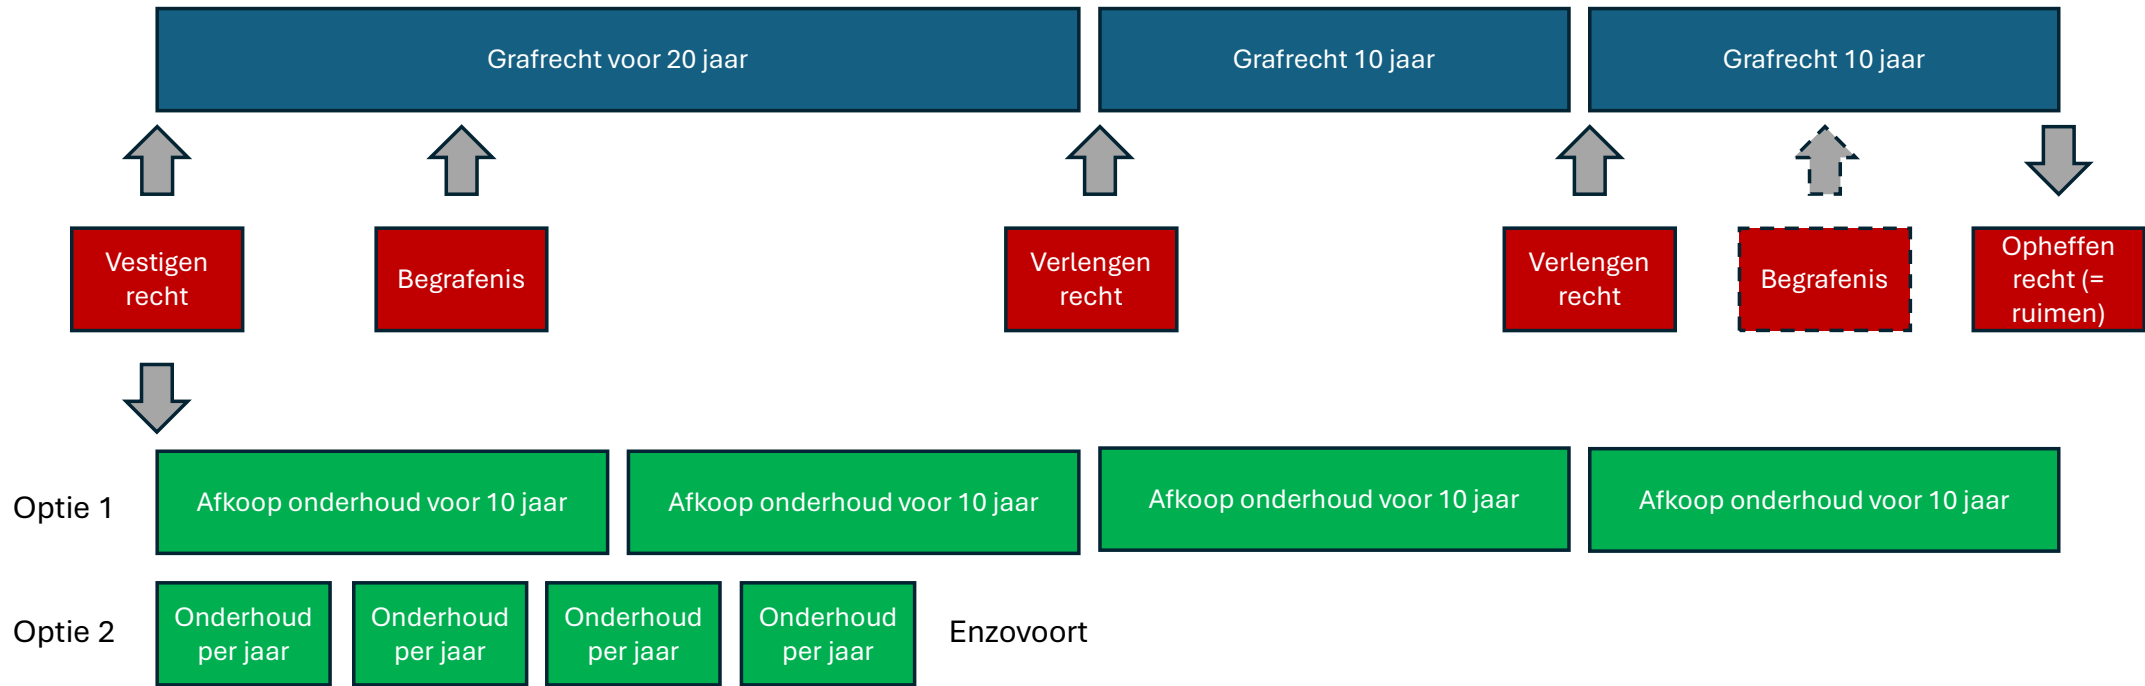 Grafrecht voor 20 jaar
Grafrecht 10 jaar
Grafrecht 10 jaar
Vestigen
recht
Begrafenis
Verlengen
recht
Verlengen
recht
Begrafenis
Opheffen
recht (=
ruimen)
Optie 1
Afkoop onderhoud voor 10 jaar
Afkoop onderhoud voor 10 jaar
Afkoop onderhoud voor 10 jaar
Afkoop onderhoud voor 10 jaar
Optie 2
Onderhoud
per jaar
Onderhoud
per jaar
Onderhoud
per jaar
Onderhoud
per jaar
Enzovoort